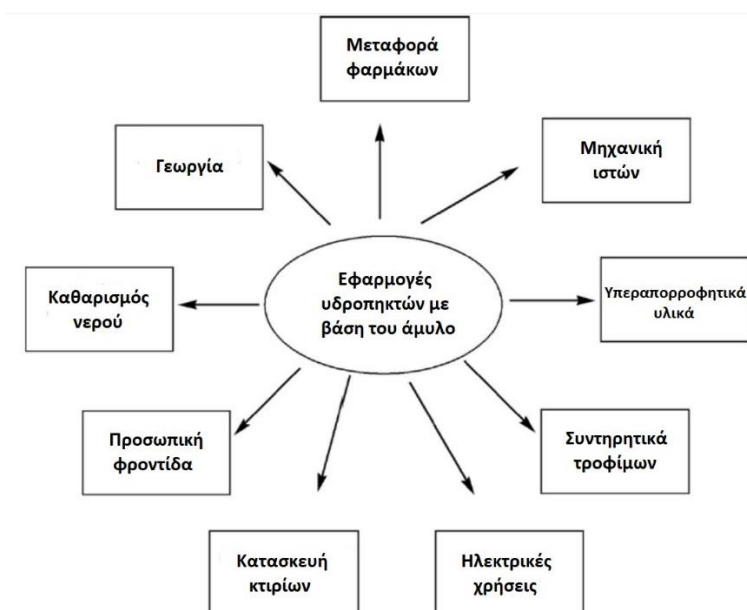 Μεταφορά
φαρμάκων
Γεωργία
Μηχανική
ιστών
Εφαρμογές
υδροπηκτών με
βάση του άμυλο
Καθαρισμός
νερού
Υπεραπορροφητικά
υλικά
Προσωπική
φροντίδα
Συντηρητικά
τροφίμων
Κατασκευή
κτιρίων
Ηλεκτρικές
χρήσεις